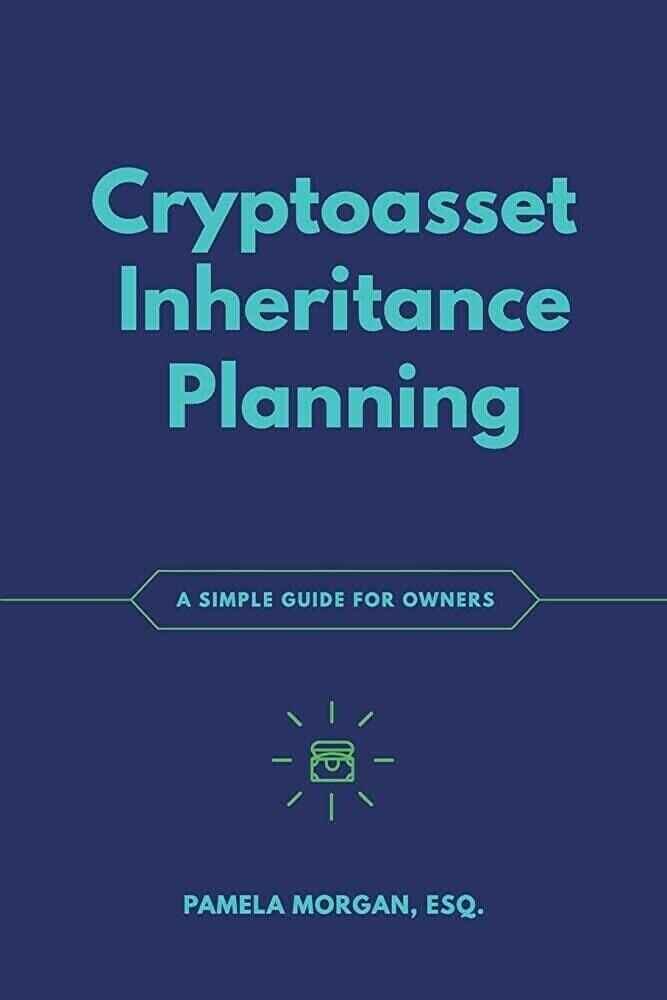 Cryptoasset
Inheritance
Planning
A SIMPLE GUIDE FOR OWNERS
PAMELA MORGAN, ESQ.